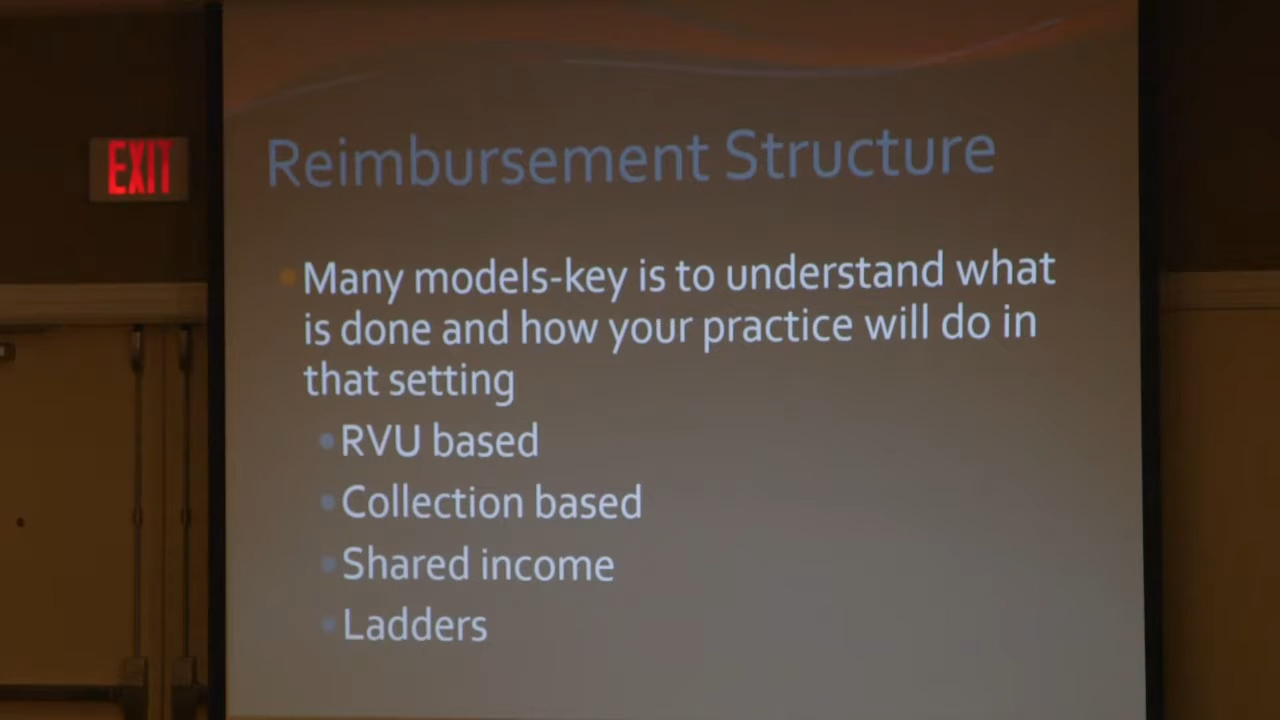 EXIT
Reimbursement Structure
Many models-key is to understand what
is done and how your practice will do in
that setting
RVU based
Collection based
Shared income
Ladders